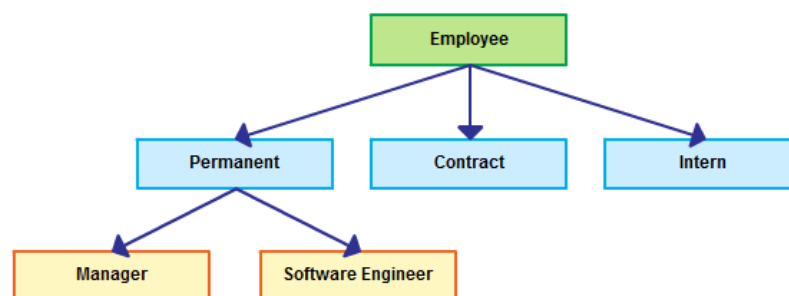 Employee
Permanent
Contract
Intern
Manager
Software Engineer